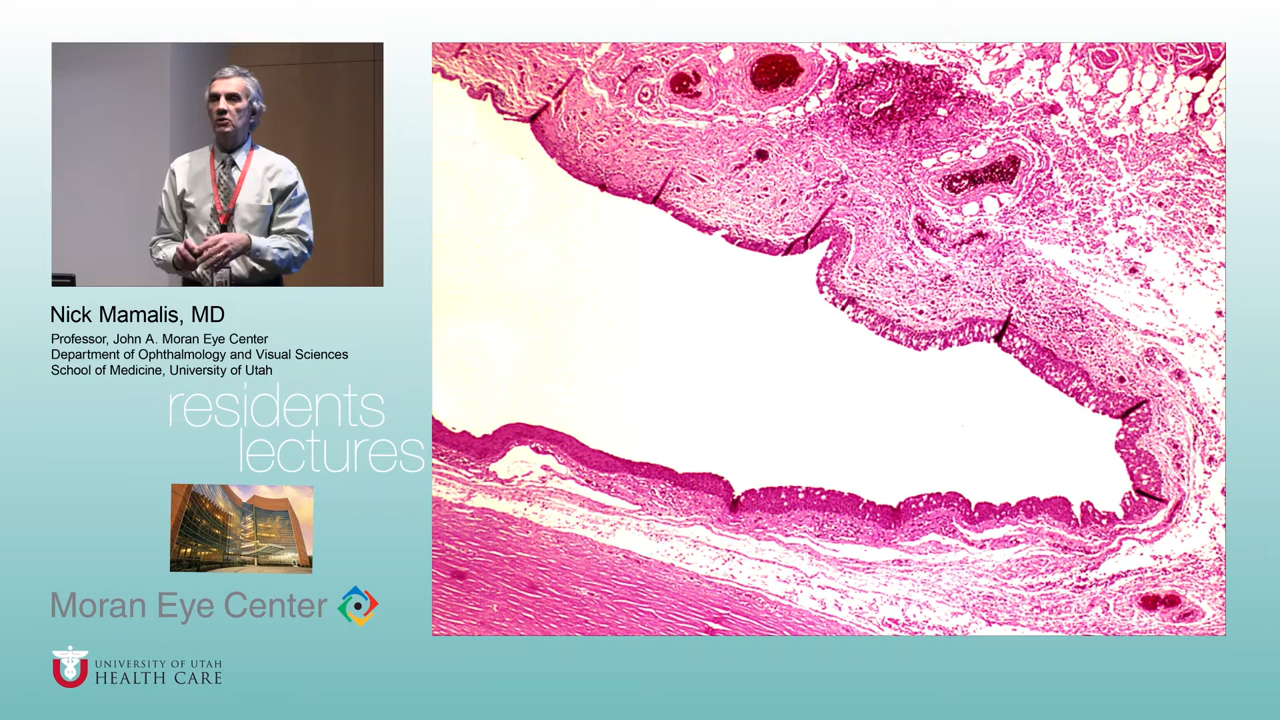 Nick Mamalis, MD
Professor, John A. Moran Eye Center
Department of Ophthalmology and Visual Sciences
School of Medicine, University of Utah
residents
lectures
Moran Eye Center
UNIVERSITY OF UTAH
HEALTH CARE